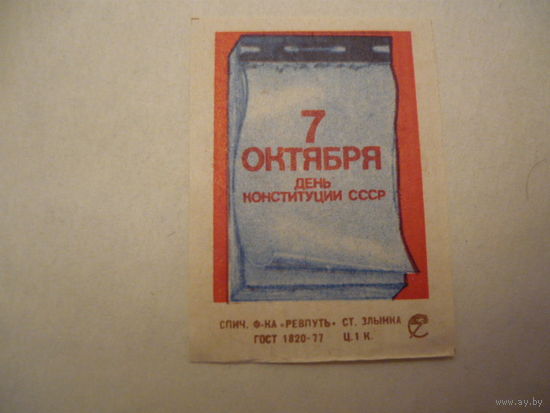 7
ОКТЯБРЯ
ДЕНЬ
КОНСТИТУЦИИ СССР
СПИЧ. Ф-КА «РЕВПУТЬ» СТ. ЗЛЫНКА
ГОСТ 1820-77 Ц. 1 К.
www.ay.by